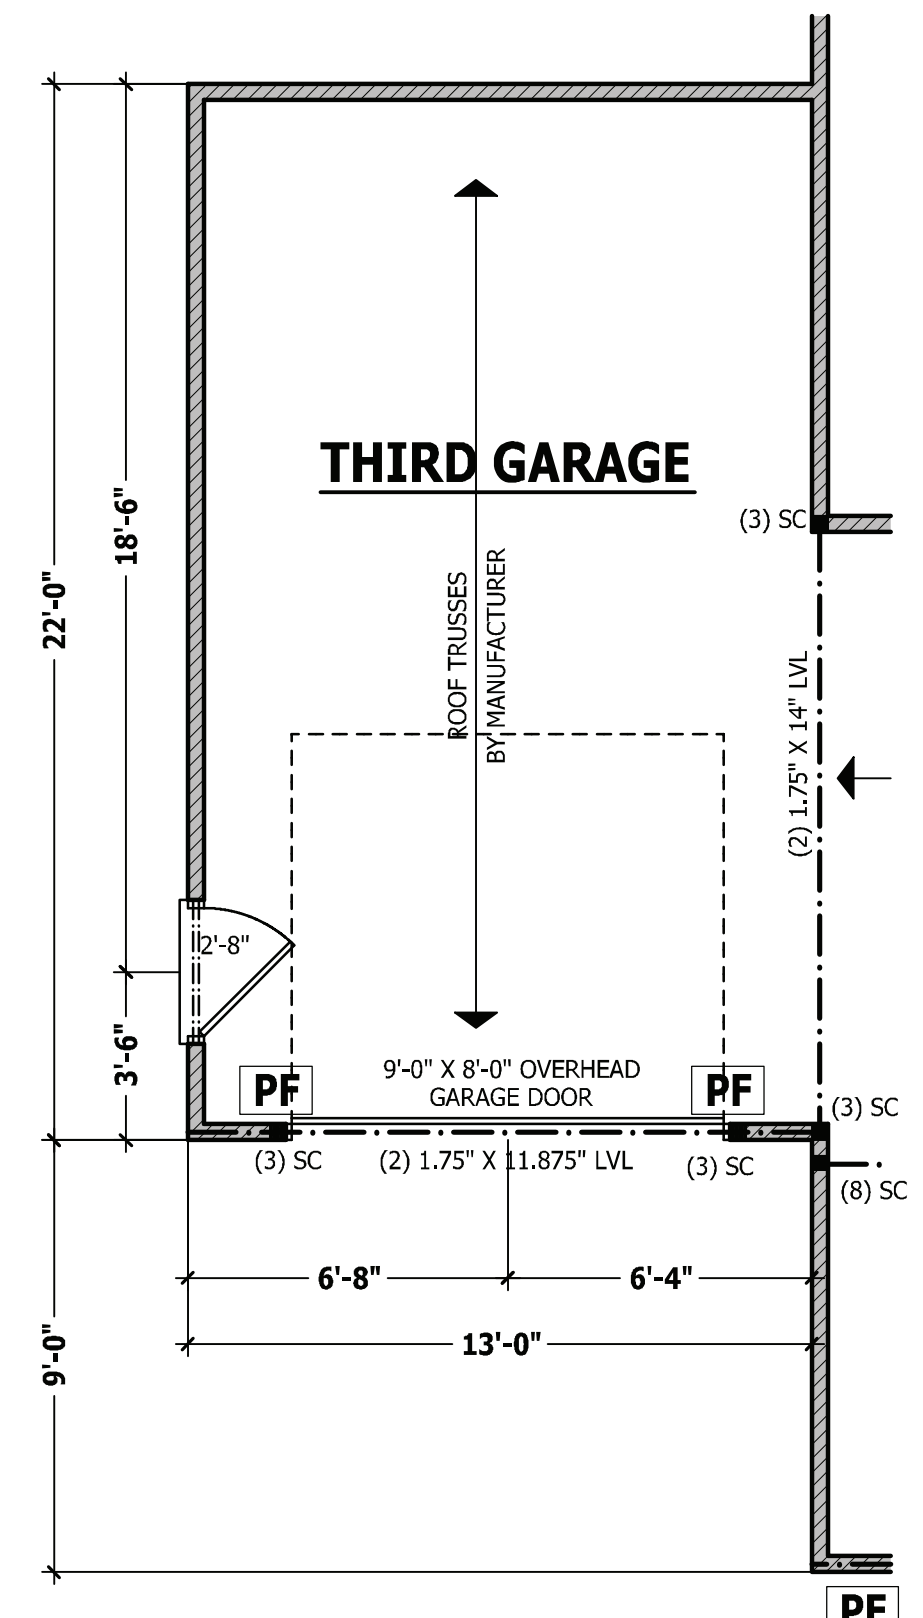 THIRD GARAGE
18'-6"
(3) SC
22'-0"
ROOF TRUSSES
BY MANUFACTURER
(2) 1.75" X 14" LVL
2'-8"
3'-6"
9'-0" X 8'-0" OVERHEAD
GARAGE DOOR
PF
PF
(3) SC
(3) SC
(2) 1.75" X 11.875" LVL
(3) SC
(8) SC
6'-8"
6'-4"
13'-0"
9'-0"
PF